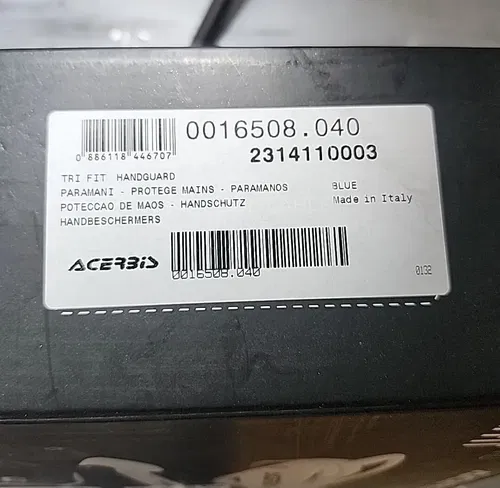 0016508.040
0 886118 446707
2314110003
TRI FIT HANDGUARD
PARAMANI - PROTEGE MAINS - PARAMANOS
BLUE
POTECCAO DE MAOS - HANDSCHUTZ
Made in Italy
HANDBESCHERMERS
ACERBIS
0016508.040
0132